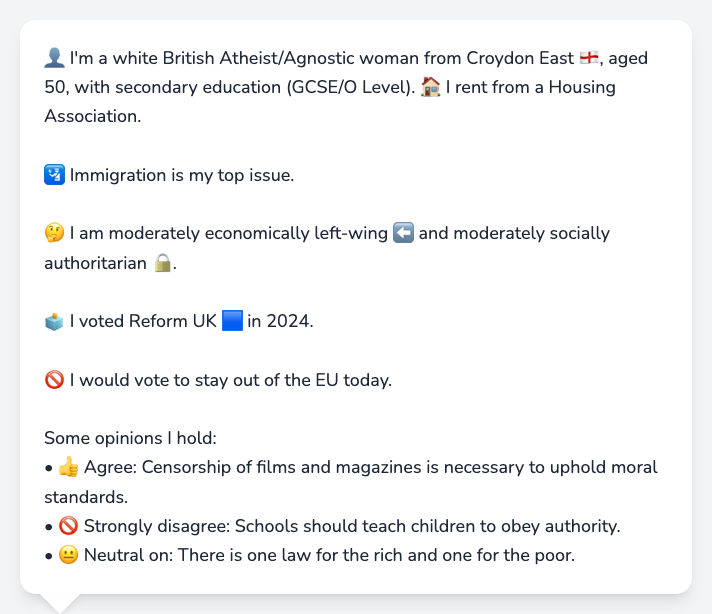 👤 I'm a white British Atheist/Agnostic woman from Croydon East 🏴󠁧󠁢󠁥󠁮󠁧󠁿, aged
50, with secondary education (GCSE/O Level). 🏠 I rent from a Housing
Association.
🛂 Immigration is my top issue.
🤔 I am moderately economically left-wing ⬅️ and moderately socially
authoritarian 🔒.
🗳️ I voted Reform UK 🟦 in 2024.
🚫 I would vote to stay out of the EU today.
Some opinions I hold:
• 👍 Agree: Censorship of films and magazines is necessary to uphold moral
standards.
• 🚫 Strongly disagree: Schools should teach children to obey authority.
• 😐 Neutral on: There is one law for the rich and one for the poor.